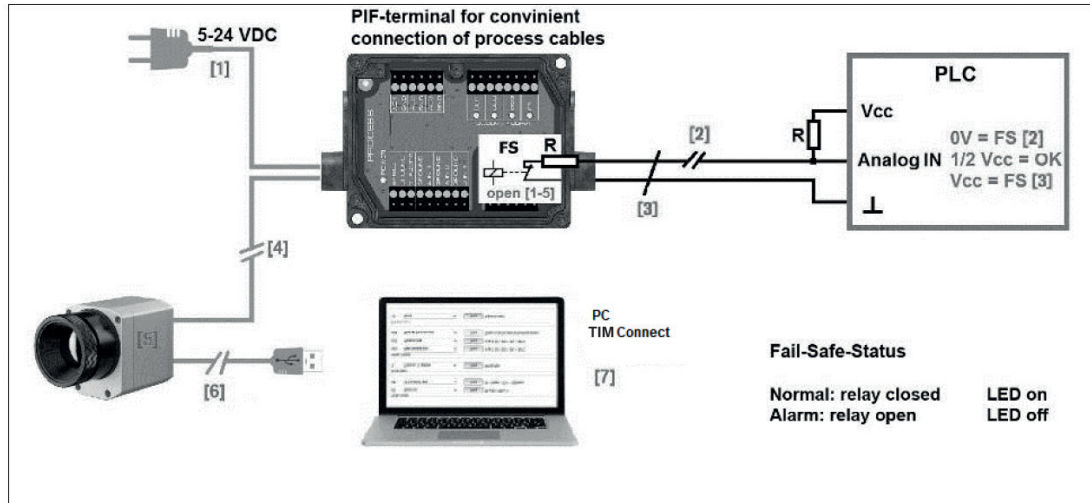 PIF-terminal for convinient
connection of process cables
5-24 VDC
[1]
PROCESS
POWER
FS
R
open [1-5]
[2]
[3]
PLC
Vcc
R
Analog IN
0V = FS [2]
1/2 Vcc = OK
Vcc = FS [3]
[4]
[5]
[6]
PC
TIM Connect
[7]
Fail-Safe-Status
Normal: relay closed LED on
Alarm: relay open LED off